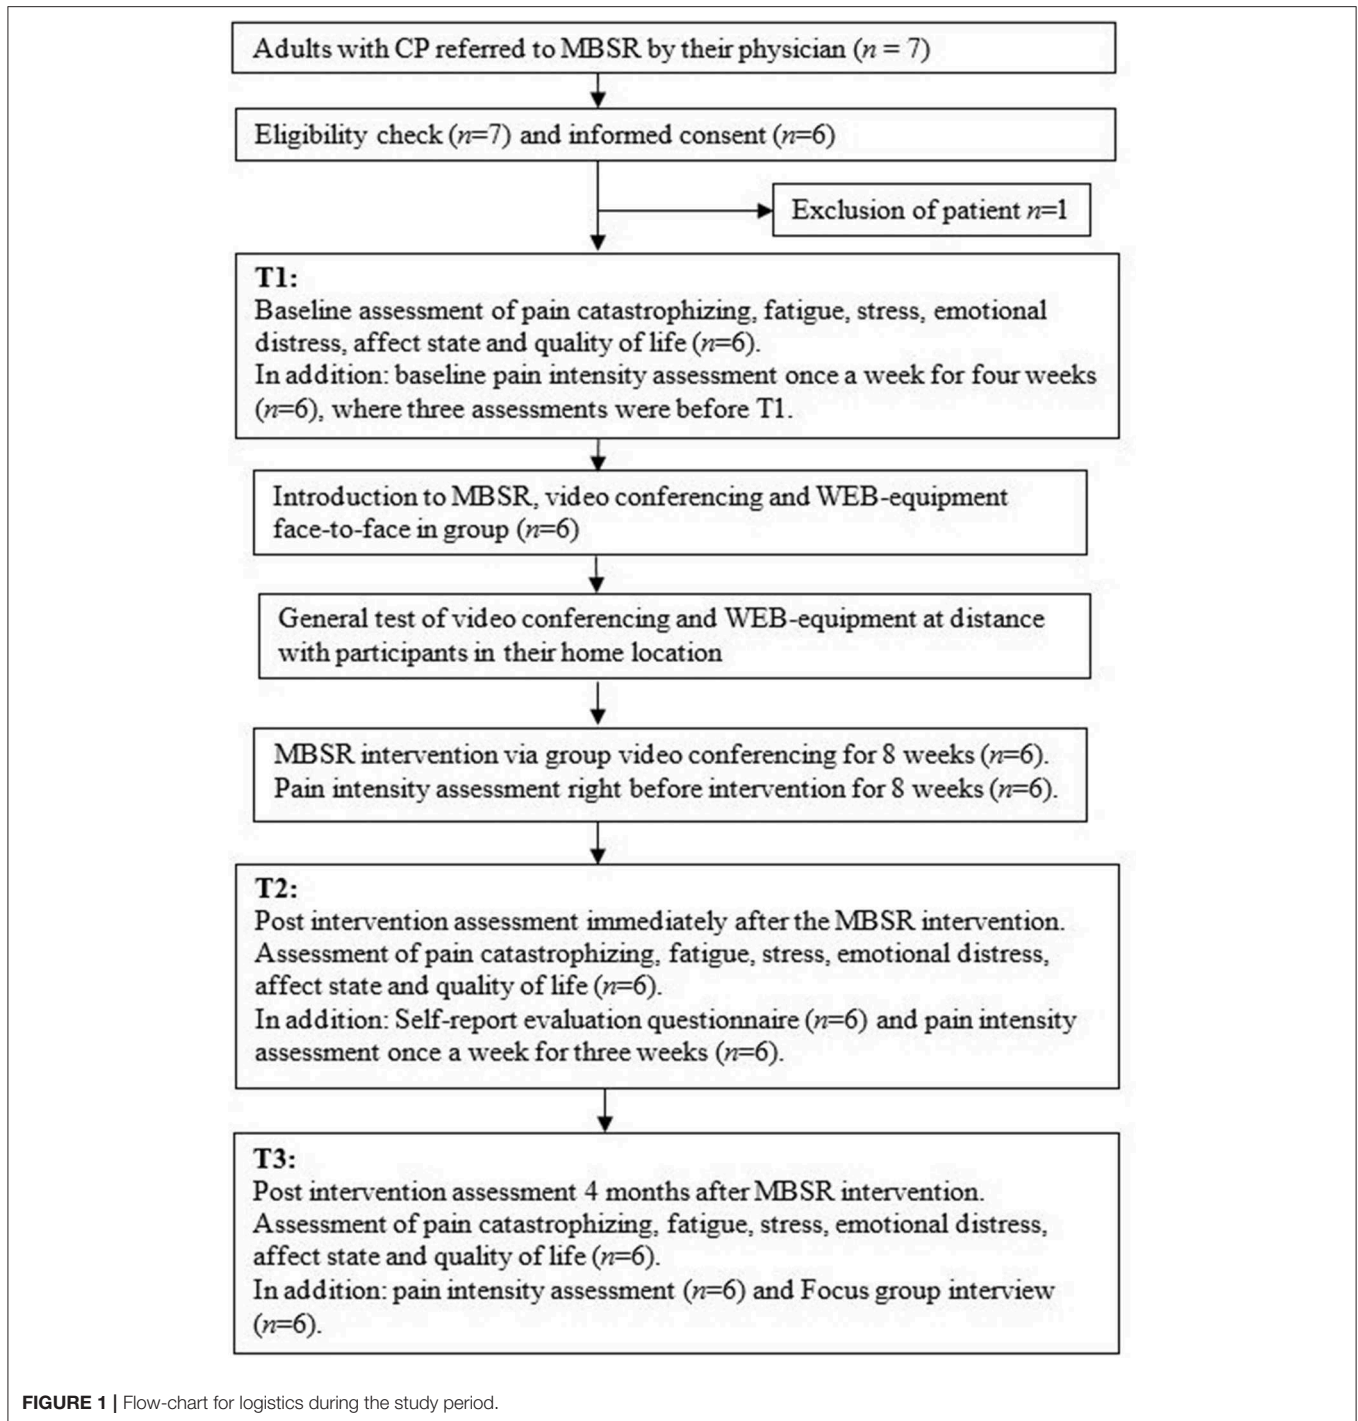 Adults with CP referred to MBSR by their physician (n = 7)
Eligibility check (n=7) and informed consent (n=6)
Exclusion of patient n=1
T1:
Baseline assessment of pain catastrophizing, fatigue, stress, emotional
distress, affect state and quality of life (n=6).
In addition: baseline pain intensity assessment once a week for four weeks
(n=6), where three assessments were before T1.
Introduction to MBSR, video conferencing and WEB-equipment
face-to-face in group (n=6)
General test of video conferencing and WEB-equipment at distance
with participants in their home location
MBSR intervention via group video conferencing for 8 weeks (n=6).
Pain intensity assessment right before intervention for 8 weeks (n=6).
T2:
Post intervention assessment immediately after the MBSR intervention.
Assessment of pain catastrophizing, fatigue, stress, emotional distress,
affect state and quality of life (n=6).
In addition: Self-report evaluation questionnaire (n=6) and pain intensity
assessment once a week for three weeks (n=6).
T3:
Post intervention assessment 4 months after MBSR intervention.
Assessment of pain catastrophizing, fatigue, stress, emotional distress,
affect state and quality of life (n=6).
In addition: pain intensity assessment (n=6) and Focus group interview
(n=6).
FIGURE 1 | Flow-chart for logistics during the study period.